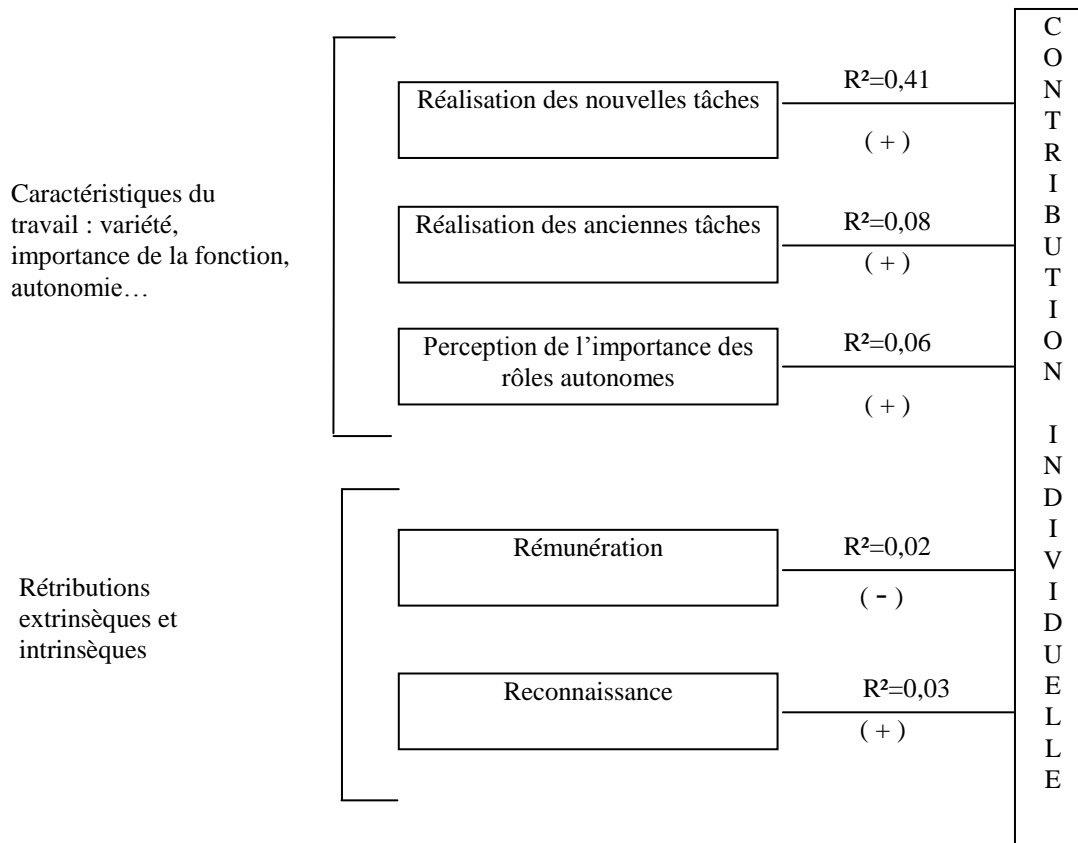 Caractéristiques du
travail : variété,
importance de la fonction,
autonomie…
Réalisation des nouvelles tâches
R²=0,41
( + )
Réalisation des anciennes tâches
R²=0,08
( + )
Perception de l’importance des
rôles autonomes
R²=0,06
( + )
Rétributions
extrinsèques et
intrinsèques
Rémunération
R²=0,02
( - )
Reconnaissance
R²=0,03
( + )
C
O
N
T
R
I
B
U
T
I
O
N
I
N
D
I
V
I
D
U
E
L
L
E